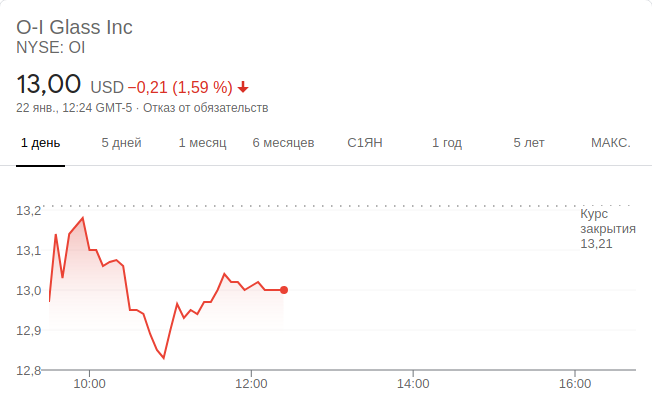 O-I Glass Inc
NYSE: OI
13,00 USD −0,21 (1,59 %)
22 янв., 12:24 GMT-5 · Отказ от обязательств
1 день 5 дней 1 месяц 6 месяцев С1ЯН 1 год 5 лет МАКС.
13,2
Курс
закрытия
13,21
13,1
13,0
12,9
12,8
10:00 12:00 14:00 16:00